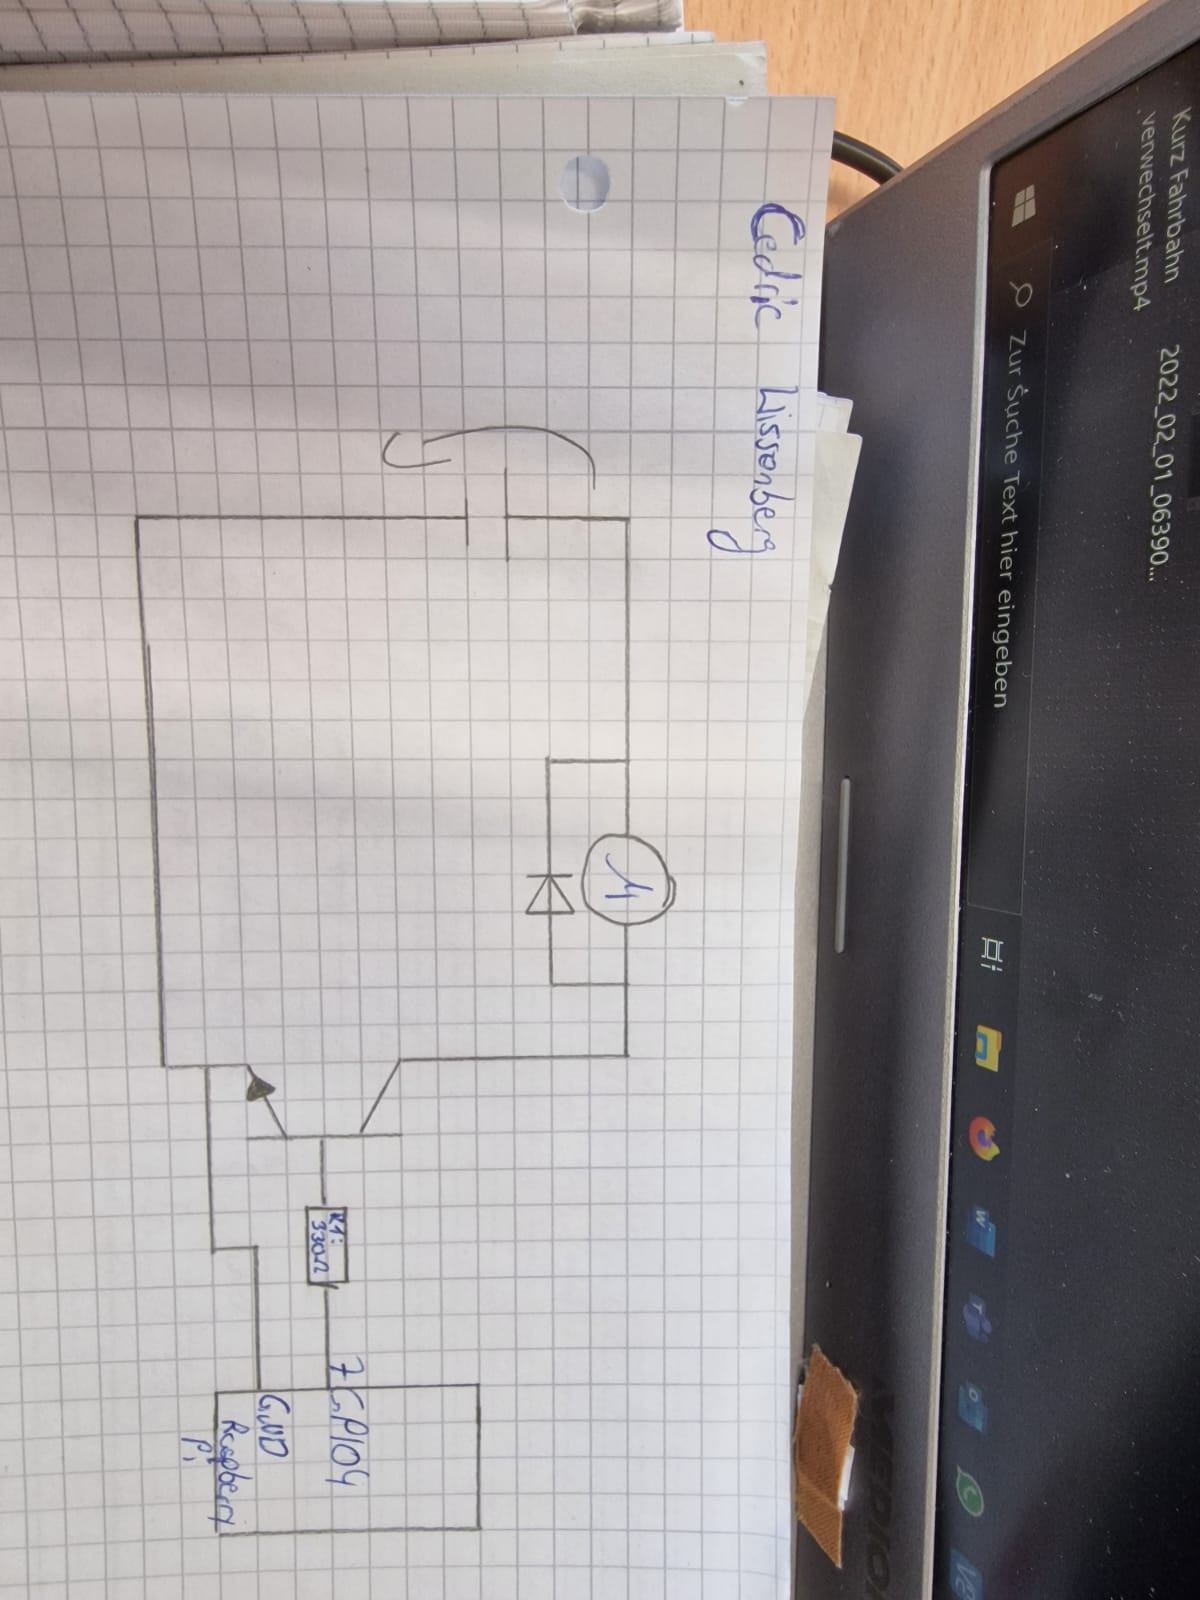 Kurz Fahrbahn
verwechselt.mp4
2022_02_01_06390...
Zur Suche Text hier eingeben
MEDION
Cedric Wissenberg
M
R1:
330Ω
7 GPIO4
GND
Raspberry
Pi